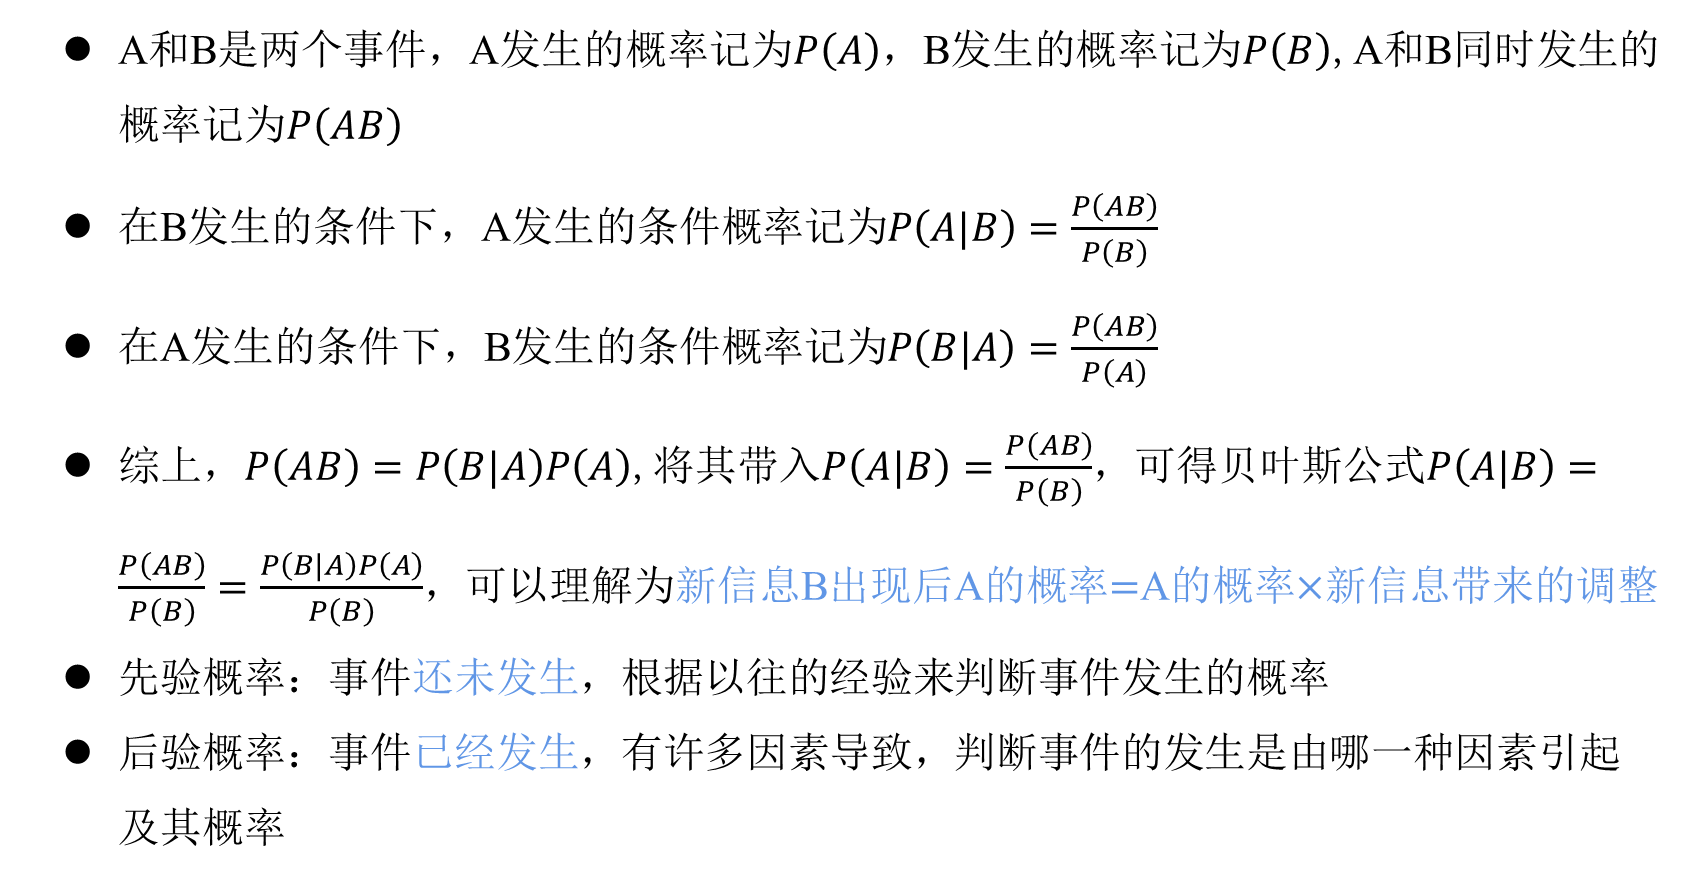 ● A和B是两个事件，A发生的概率记为P(A)，B发生的概率记为P(B), A和B同时发生的
概率记为P(AB)
● 在B发生的条件下，A发生的条件概率记为P(A|B) = P(AB)/P(B)
● 在A发生的条件下，B发生的条件概率记为P(B|A) = P(AB)/P(A)
● 综上，P(AB) = P(B|A)P(A), 将其带入P(A|B) = P(AB)/P(B)，可得贝叶斯公式P(A|B) =
P(AB)/P(B) = P(B|A)P(A)/P(B)，可以理解为新信息B出现后A的概率=A的概率×新信息带来的调整
● 先验概率：事件还未发生，根据以往的经验来判断事件发生的概率
● 后验概率：事件已经发生，有许多因素导致，判断事件的发生是由哪一种因素引起
及其概率